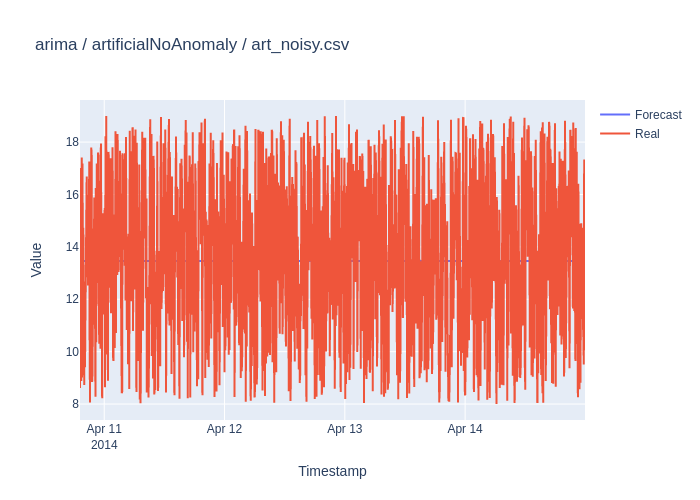 arima / artificialNoAnomaly / art_noisy.csv
Forecast
Real
Value
18
16
14
12
10
8
Apr 11
2014
Apr 12
Apr 13
Apr 14
Timestamp